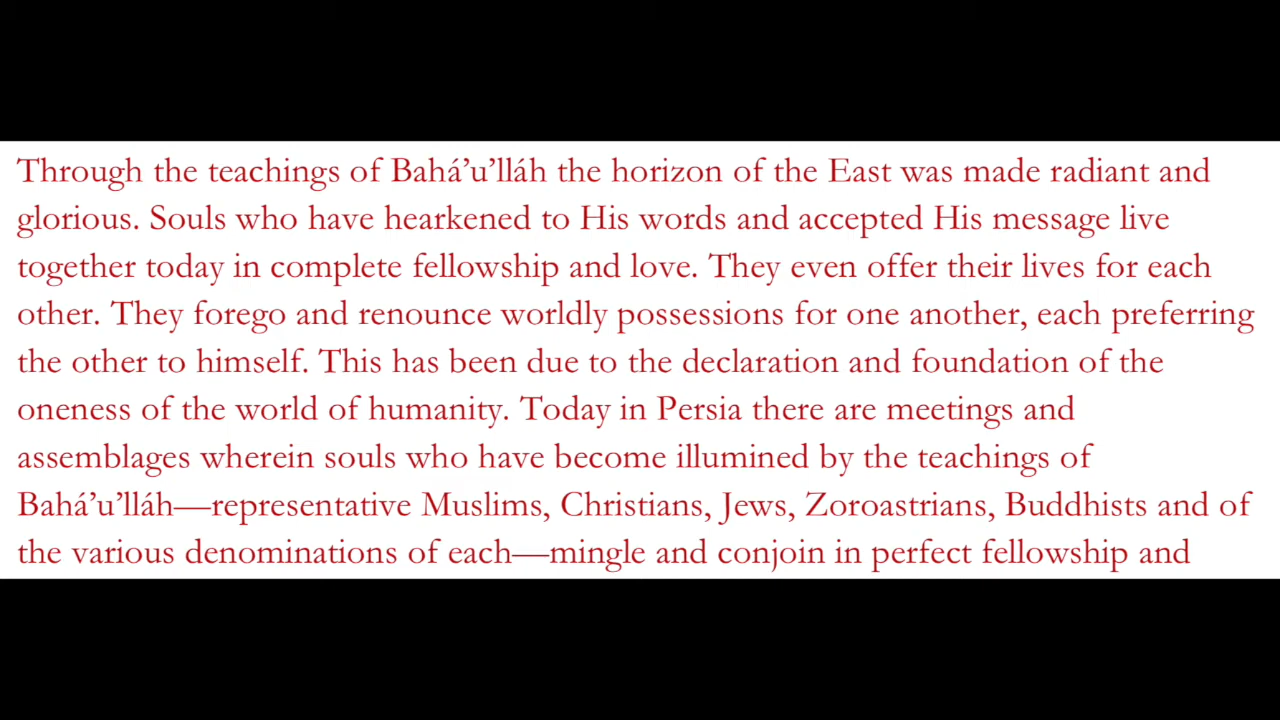 Through the teachings of Bahá’u’lláh the horizon of the East was made radiant and
glorious. Souls who have hearkened to His words and accepted His message live
together today in complete fellowship and love. They even offer their lives for each
other. They forego and renounce worldly possessions for one another, each preferring
the other to himself. This has been due to the declaration and foundation of the
oneness of the world of humanity. Today in Persia there are meetings and
assemblages wherein souls who have become illumined by the teachings of
Bahá’u’lláh—representative Muslims, Christians, Jews, Zoroastrians, Buddhists and of
the various denominations of each—mingle and conjoin in perfect fellowship and